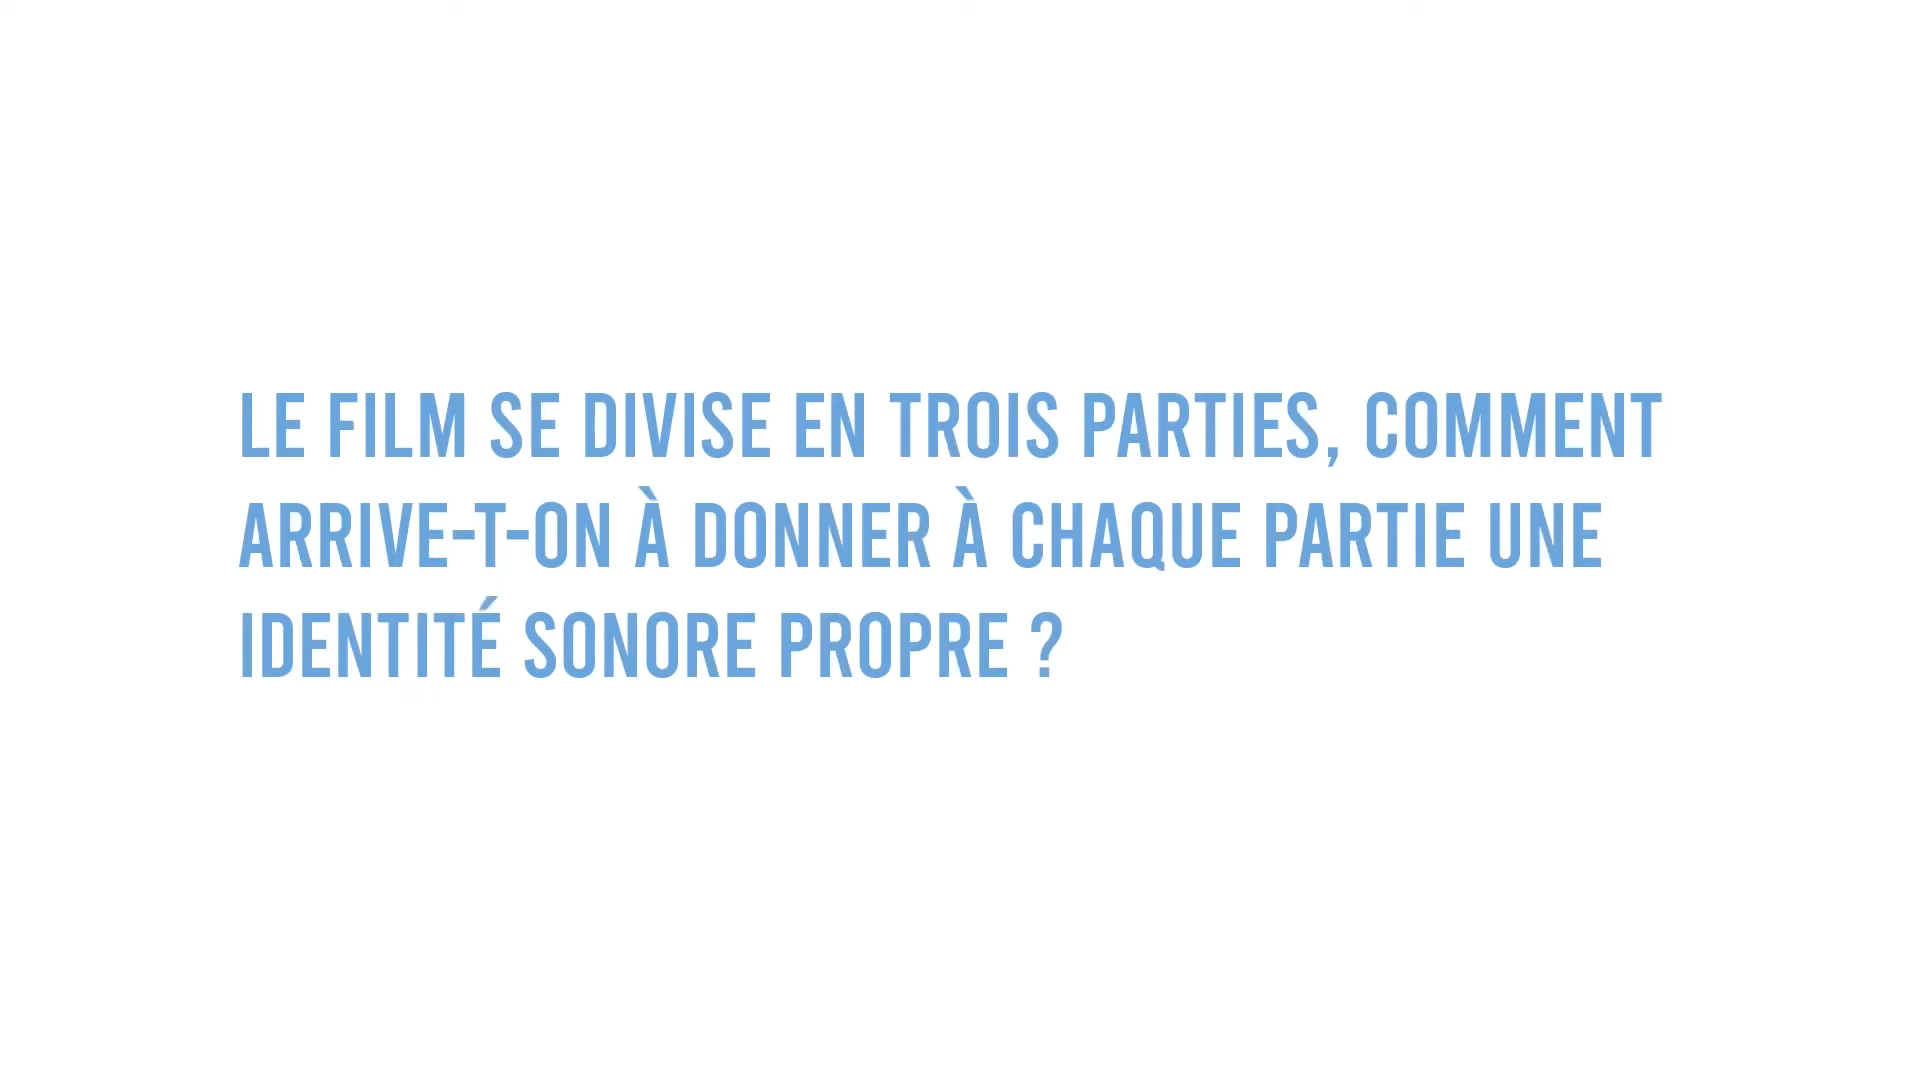 LE FILM SE DIVISE EN TROIS PARTIES, COMMENT
ARRIVE-T-ON À DONNER À CHAQUE PARTIE UNE
IDENTITÉ SONORE PROPRE ?